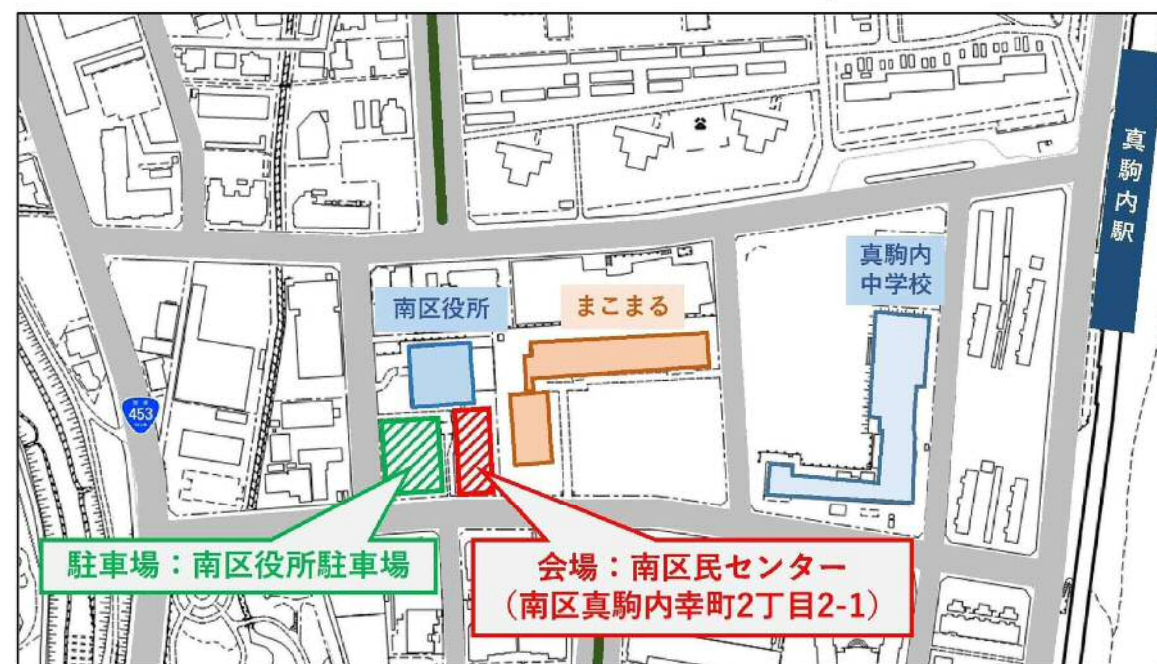 真駒内駅
真駒内
中学校
南区役所
まこまる
453
駐車場：南区役所駐車場
会場：南区民センター
（南区真駒内幸町2丁目2-1）